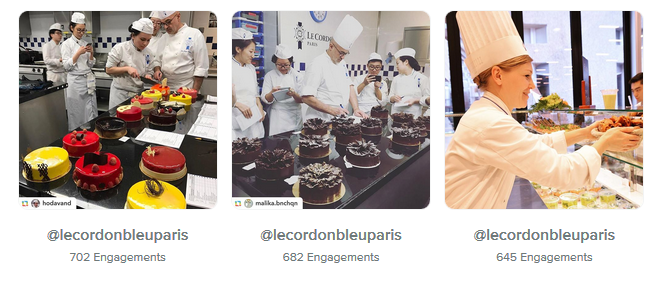 LE CORDON BLEU
PARIS
hodavand
malika.bnchqn
@lecordonbleuparis
@lecordonbleuparis
@lecordonbleuparis
702 Engagements
682 Engagements
645 Engagements